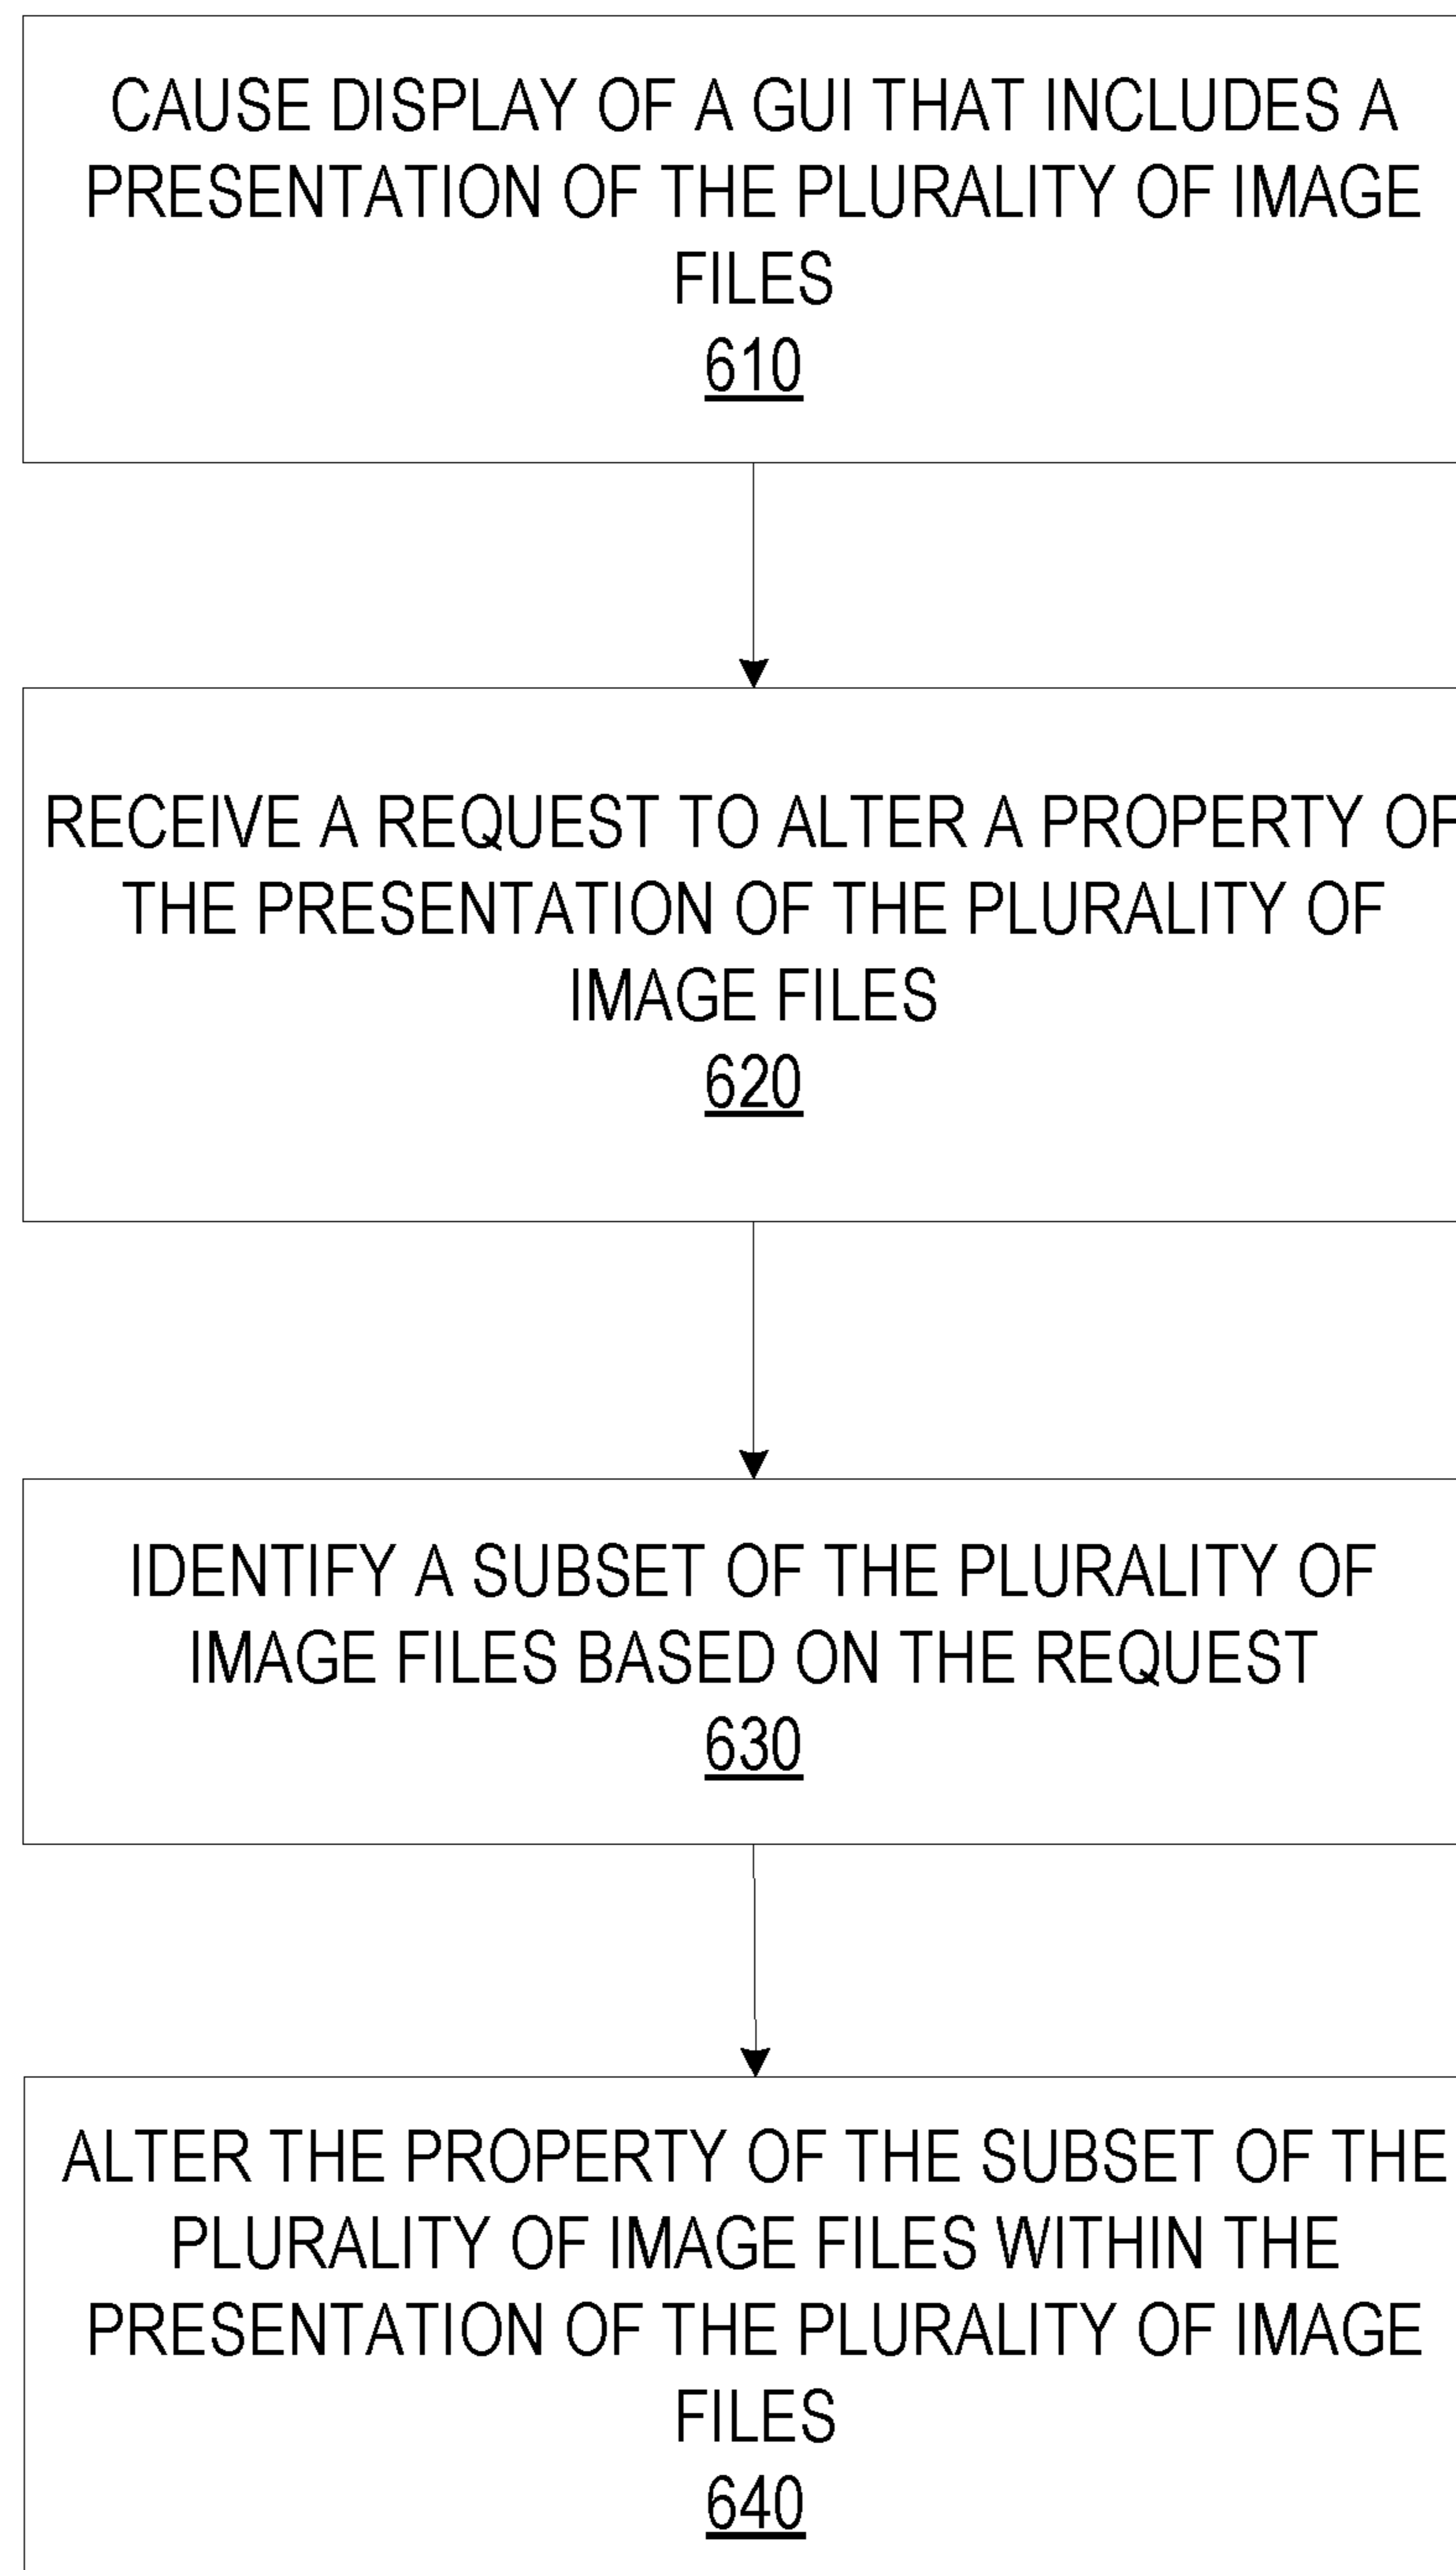 CAUSE DISPLAY OF A GUI THAT INCLUDES A
PRESENTATION OF THE PLURALITY OF IMAGE
FILES
610
RECEIVE A REQUEST TO ALTER A PROPERTY OF
THE PRESENTATION OF THE PLURALITY OF
IMAGE FILES
620
IDENTIFY A SUBSET OF THE PLURALITY OF
IMAGE FILES BASED ON THE REQUEST
630
ALTER THE PROPERTY OF THE SUBSET OF THE
PLURALITY OF IMAGE FILES WITHIN THE
PRESENTATION OF THE PLURALITY OF IMAGE
FILES
640